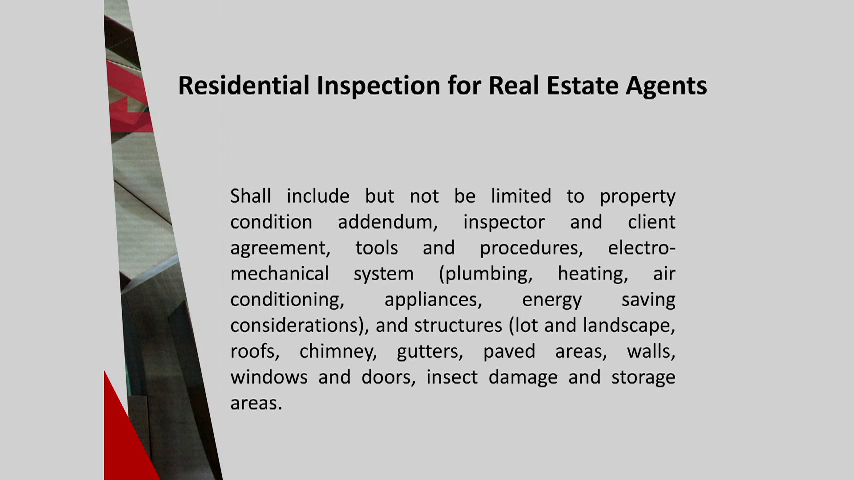 Residential Inspection for Real Estate Agents
Shall include but not be limited to property
condition addendum, inspector and client
agreement, tools and procedures, electro-
mechanical system (plumbing, heating, air
conditioning, appliances, energy saving
considerations), and structures (lot and landscape,
roofs, chimney, gutters, paved areas, walls,
windows and doors, insect damage and storage
areas.